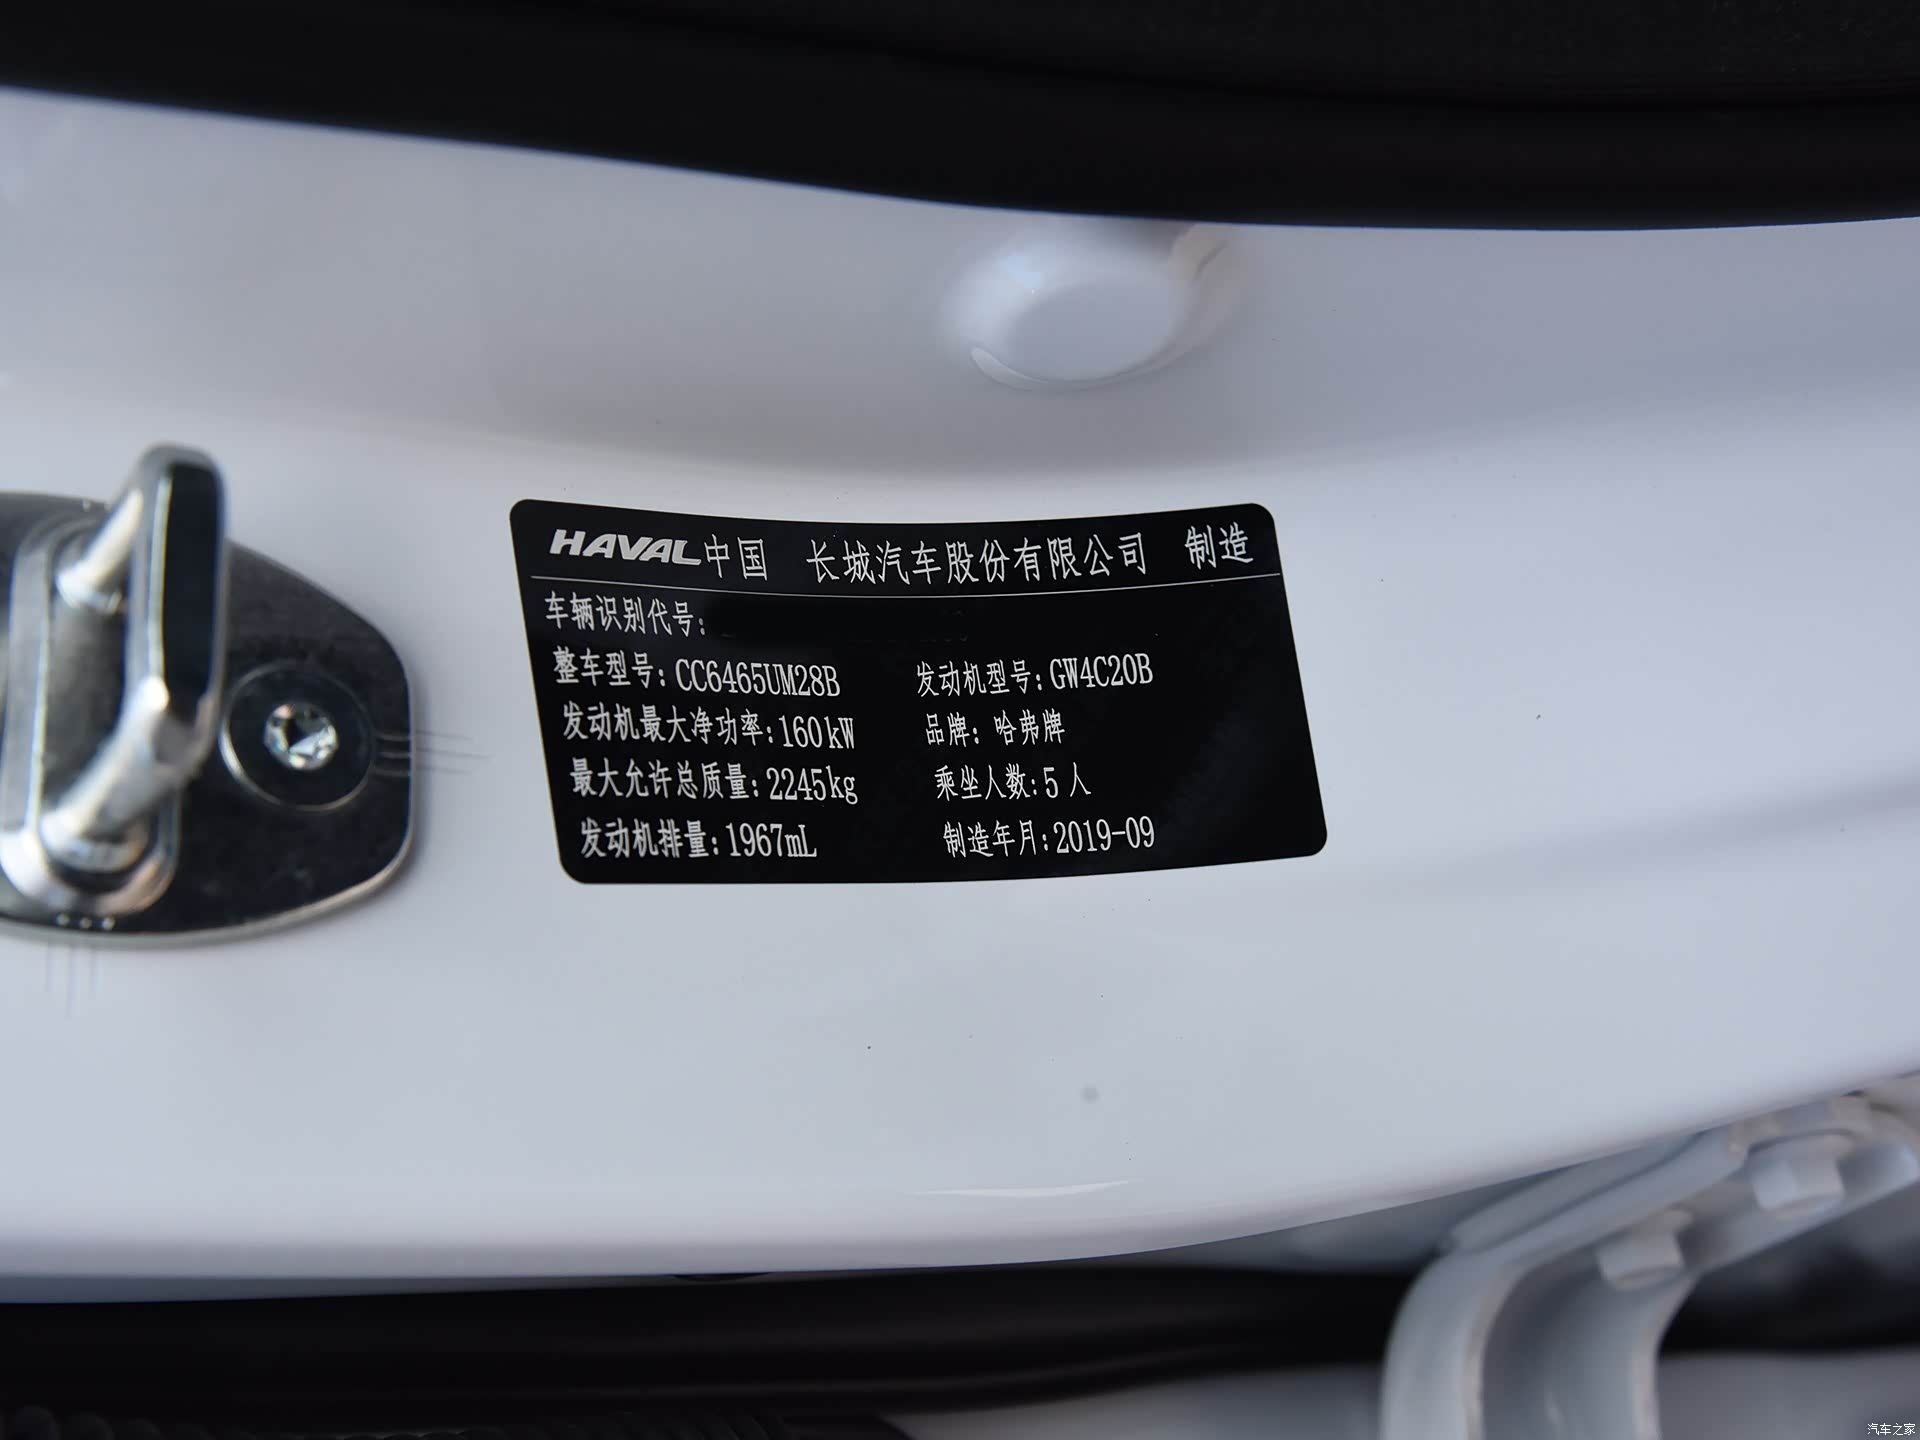 HAVAL中国 长城汽车股份有限公司 制造
车辆识别代号:
整车型号:CC6465UM28B 发动机型号:GW4C20B
发动机最大净功率:160kW 品牌:哈弗牌
最大允许总质量:2245kg 乘坐人数:5人
发动机排量:1967mL 制造年月:2019-09
汽车之家